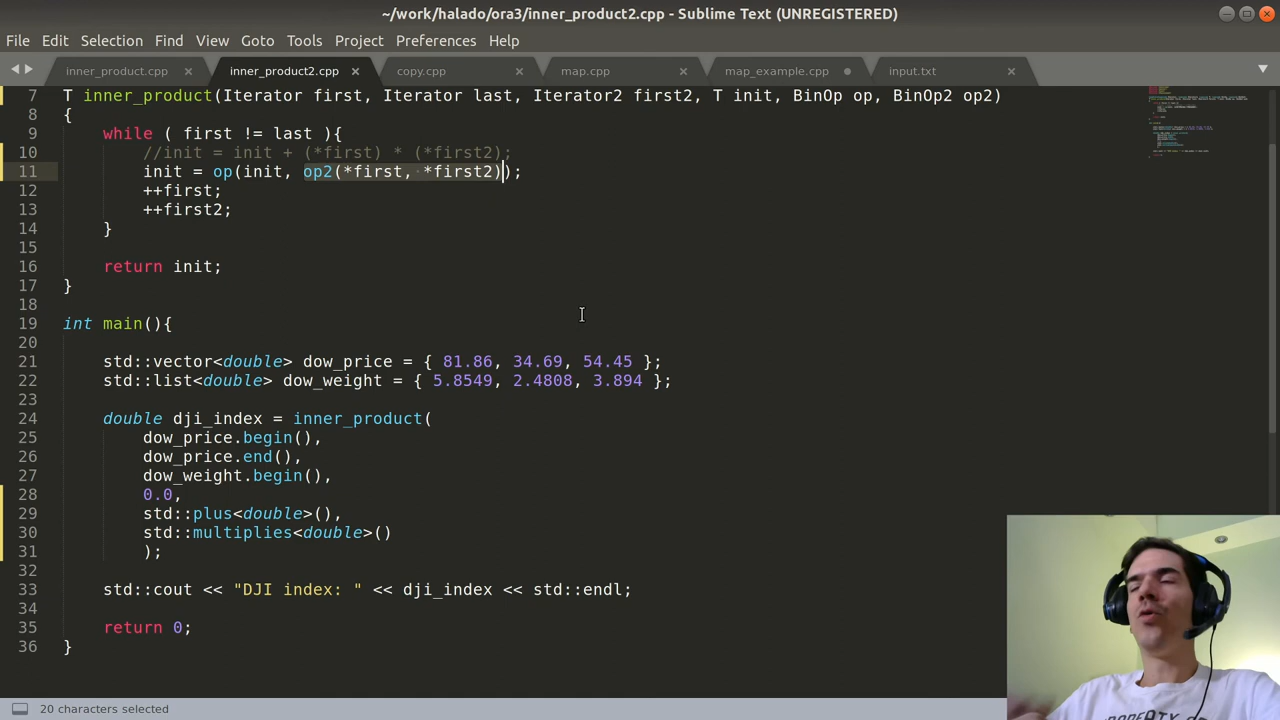 ~/work/halado/ora3/inner_product2.cpp - Sublime Text (UNREGISTERED)
File Edit Selection Find View Goto Tools Project Preferences Help
inner_product.cpp inner_product2.cpp copy.cpp map.cpp map_example.cpp input.txt
7 T inner_product(Iterator first, Iterator last, Iterator2 first2, T init, BinOp op, BinOp2 op2)
8 {
9 while ( first != last ){
10 //init = init + (*first) * (*first2);
11 init = op(init, op2(*first, *first2));
12 ++first;
13 ++first2;
14 }
15
16 return init;
17 }
18
19 int main(){
20
21 std::vector<double> dow_price = { 81.86, 34.69, 54.45 };
22 std::list<double> dow_weight = { 5.8549, 2.4808, 3.894 };
23
24 double dji_index = inner_product(
25 dow_price.begin(),
26 dow_price.end(),
27 dow_weight.begin(),
28 0.0,
29 std::plus<double>(),
30 std::multiplies<double>()
31 );
32
33 std::cout << "DJI index: " << dji_index << std::endl;
34
35 return 0;
36 }
20 characters selected